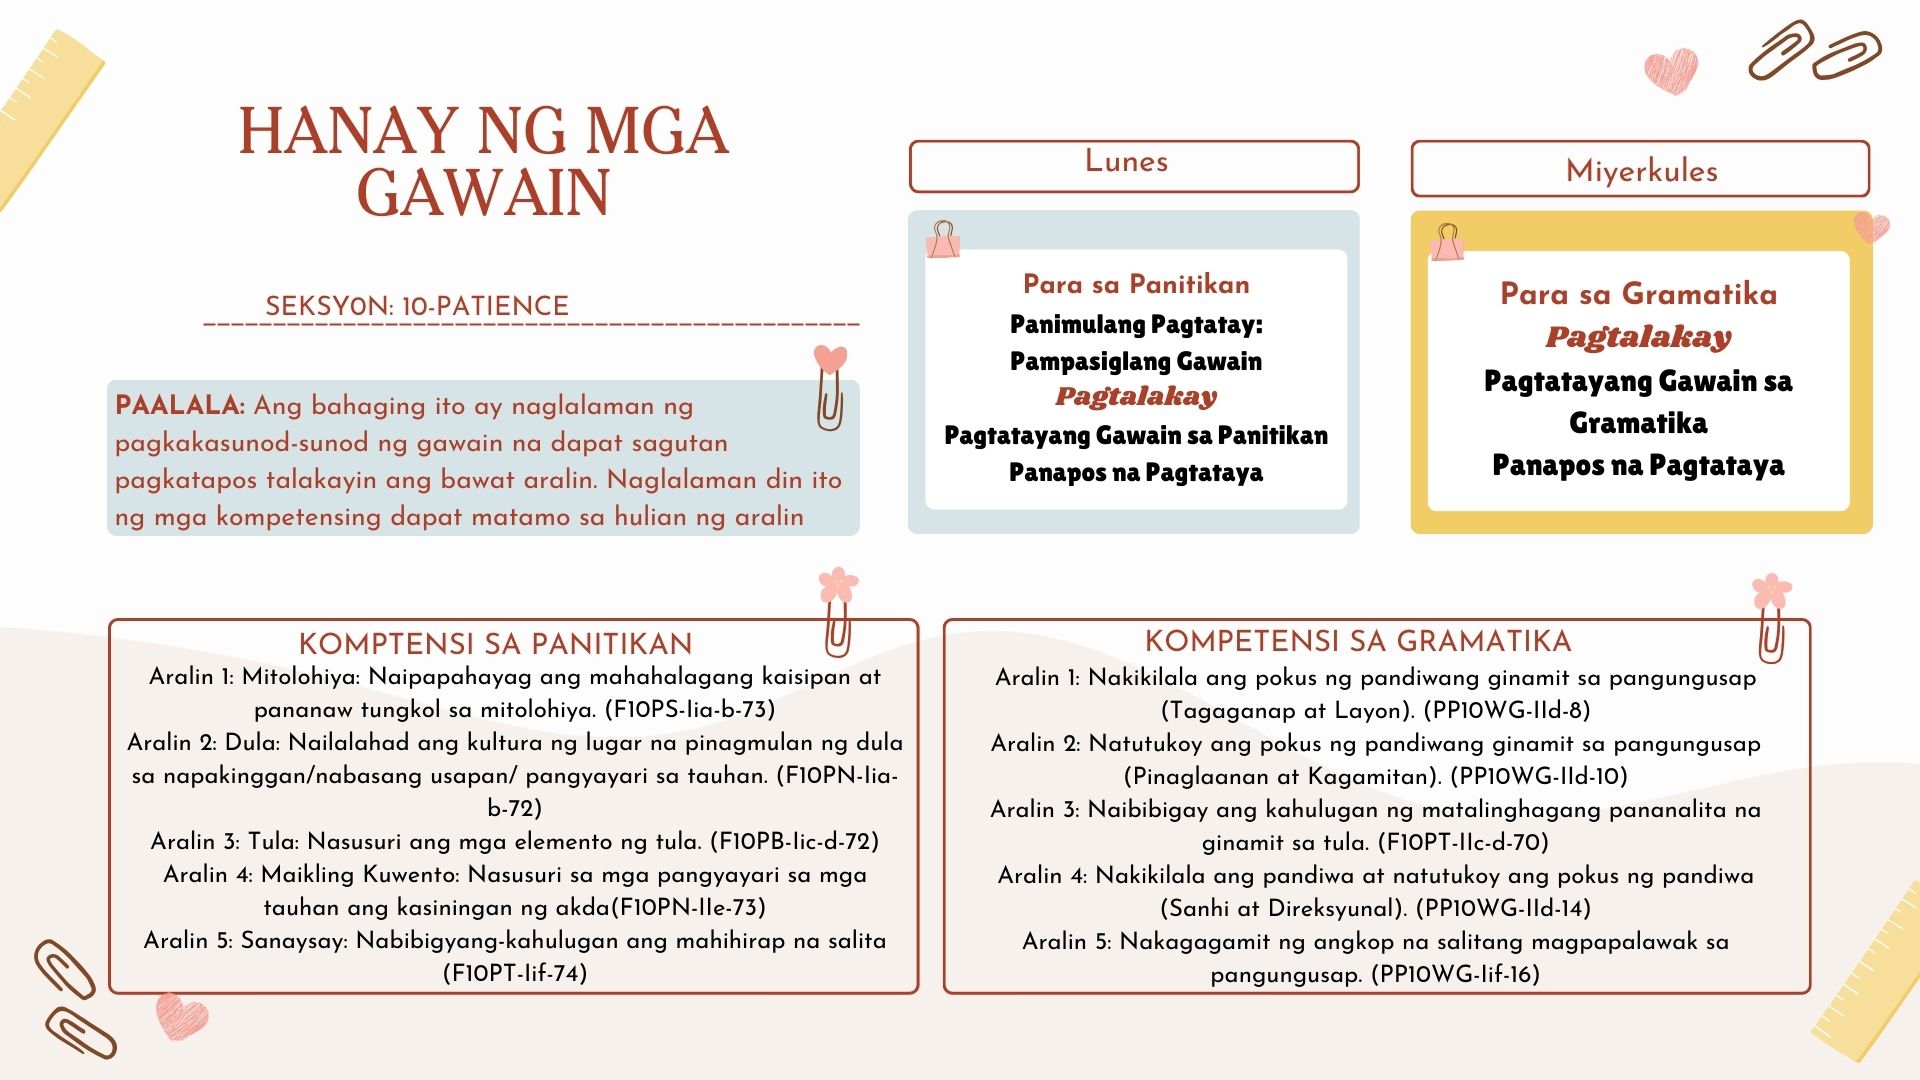 HANAY NG MGA
GAWAIN
SEKSY0N: 10-PATIENCE
PAALALA: Ang bahaging ito ay naglalaman ng
pagkakasunod-sunod ng gawain na dapat sagutan
pagkatapos talakayin ang bawat aralin. Naglalaman din ito
ng mga kompetensing dapat matamo sa hulian ng aralin
Lunes
Para sa Panitikan
Panimulang Pagtatay:
Pampasiglang Gawain
Pagtalakay
Pagtatayang Gawain sa Panitikan
Panapos na Pagtataya
Miyerkules
Para sa Gramatika
Pagtalakay
Pagtatayang Gawain sa
Gramatika
Panapos na Pagtataya
KOMPTENSI SA PANITIKAN
Aralin 1: Mitolohiya: Naipapahayag ang mahahalagang kaisipan at
pananaw tungkol sa mitolohiya. (F10PS-Iia-b-73)
Aralin 2: Dula: Nailalahad ang kultura ng lugar na pinagmulan ng dula
sa napakinggan/nabasang usapan/ pangyayari sa tauhan. (F10PN-Iia-
b-72)
Aralin 3: Tula: Nasusuri ang mga elemento ng tula. (F10PB-Iic-d-72)
Aralin 4: Maikling Kuwento: Nasusuri sa mga pangyayari sa mga
tauhan ang kasiningan ng akda(F10PN-IIe-73)
Aralin 5: Sanaysay: Nabibigyang-kahulugan ang mahihirap na salita
(F10PT-Iif-74)
KOMPETENSI SA GRAMATIKA
Aralin 1: Nakikilala ang pokus ng pandiwang ginamit sa pangungusap
(Tagaganap at Layon). (PP10WG-IId-8)
Aralin 2: Natutukoy ang pokus ng pandiwang ginamit sa pangungusap
(Pinaglaanan at Kagamitan). (PP10WG-IId-10)
Aralin 3: Naibibigay ang kahulugan ng matalinghagang pananalita na
ginamit sa tula. (F10PT-IIc-d-70)
Aralin 4: Nakikilala ang pandiwa at natutukoy ang pokus ng pandiwa
(Sanhi at Direksyunal). (PP10WG-IId-14)
Aralin 5: Nakagagamit ng angkop na salitang magpapalawak sa
pangungusap. (PP10WG-Iif-16)